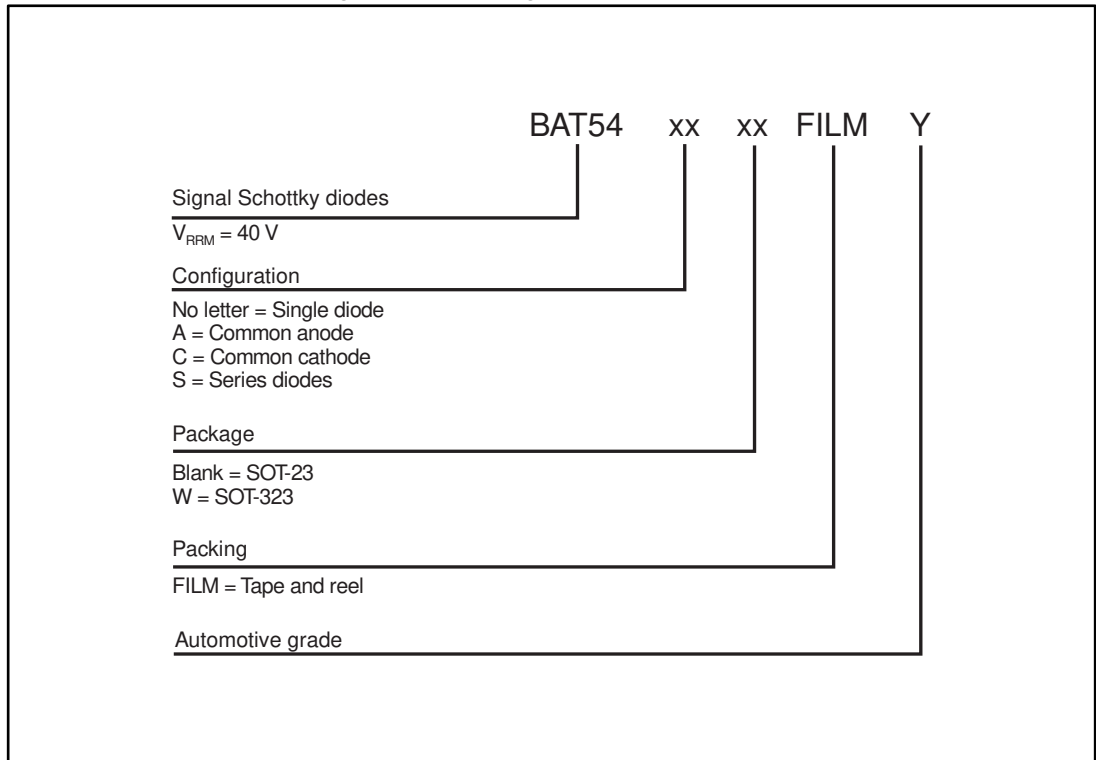 BAT54 xx xx FILM Y
Signal Schottky diodes
VRRM = 40 V
Configuration
No letter = Single diode
A = Common anode
C = Common cathode
S = Series diodes
Package
Blank = SOT-23
W = SOT-323
Packing
FILM = Tape and reel
Automotive grade